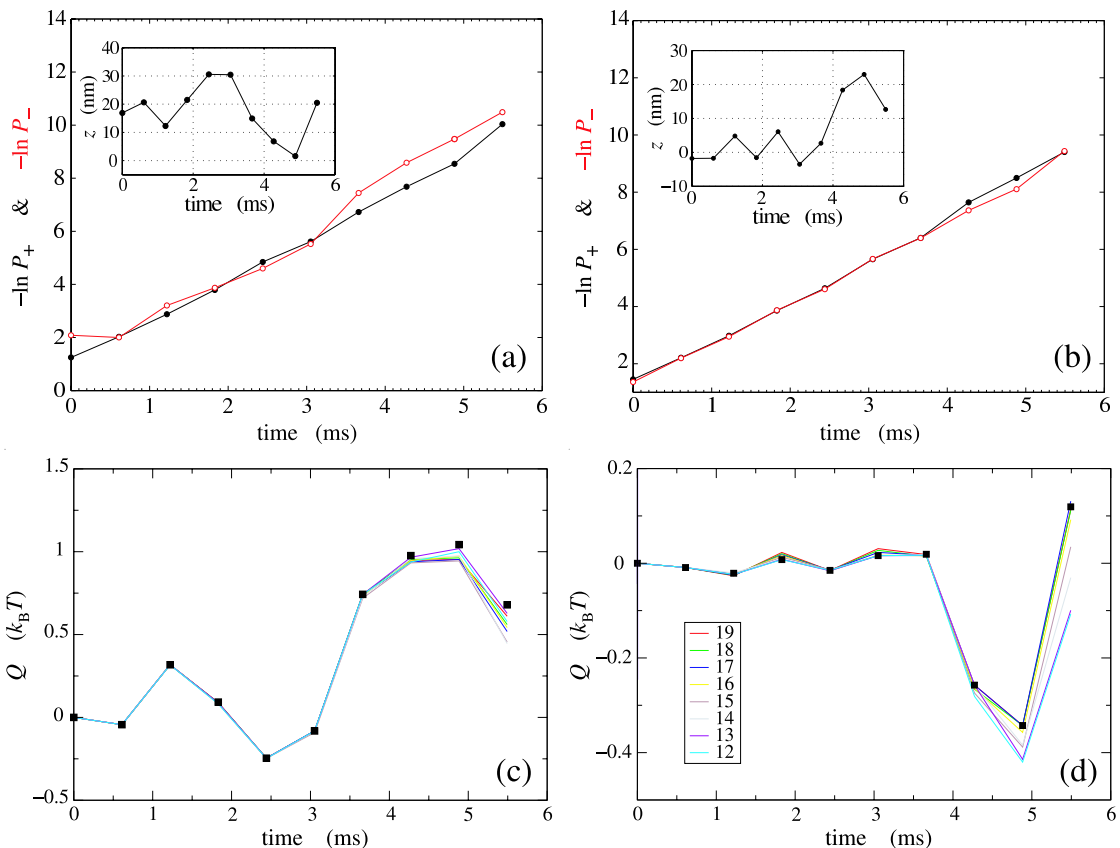 14
12
10
8
6
4
2
0
−ln P+ & −ln P−
40
30
20
10
0
z (nm)
0 2 4 6
time (ms)
(a)
0 1 2 3 4 5 6
time (ms)
14
12
10
8
6
4
2
−ln P+ & −ln P−
30
20
10
0
−10
z (nm)
0 2 4 6
time (ms)
(b)
0 1 2 3 4 5 6
time (ms)
1.5
1
0.5
0
−0.5
Q (kBT)
(c)
0 1 2 3 4 5 6
time (ms)
0.2
0
−0.2
−0.4
Q (kBT)
19
18
17
16
15
14
13
12
(d)
0 1 2 3 4 5 6
time (ms)